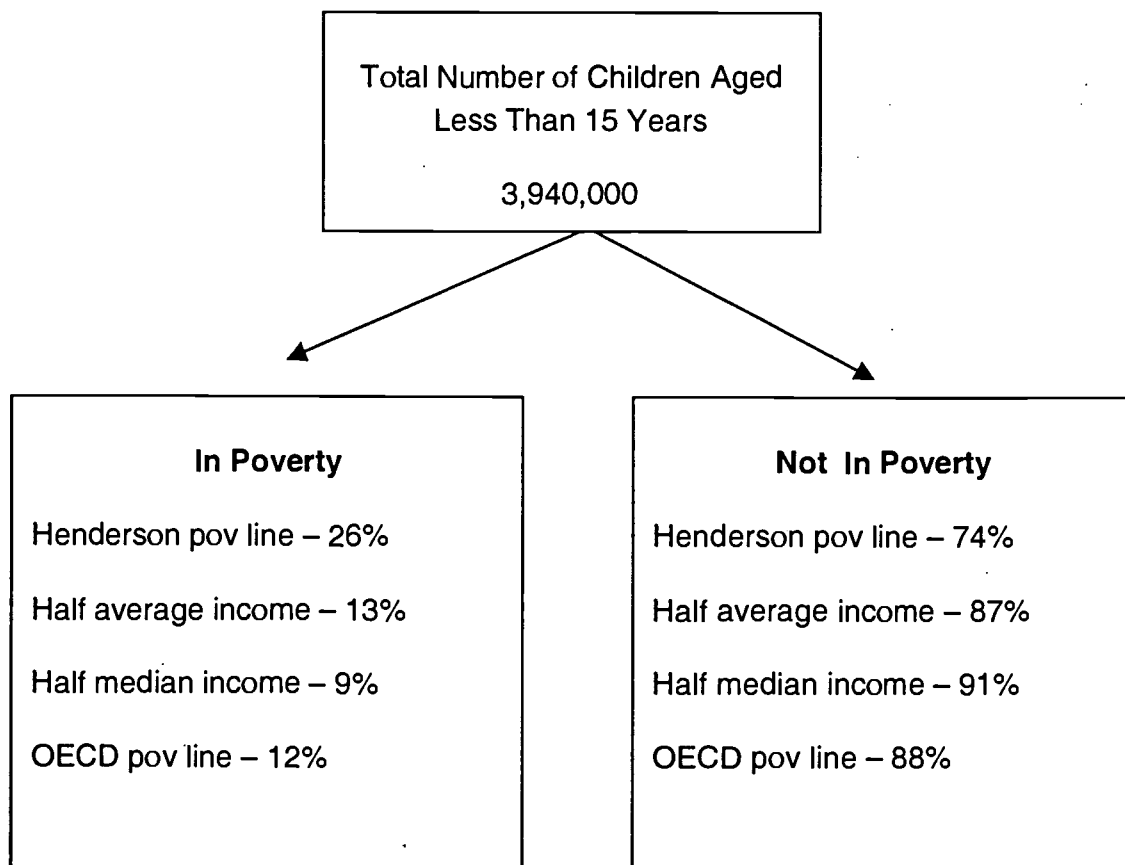 Total Number of Children Aged
Less Than 15 Years
3,940,000
In Poverty
Henderson pov line – 26%
Half average income – 13%
Half median income – 9%
OECD pov line – 12%
Not In Poverty
Henderson pov line – 74%
Half average income – 87%
Half median income – 91%
OECD pov line – 88%